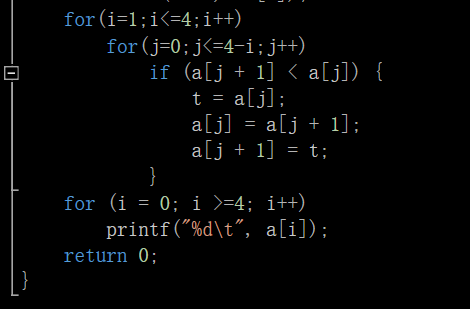 for(i=1;i<=4;i++)
for(j=0;j<=4-i;j++)
if (a[j + 1] < a[j]) {
t = a[j];
a[j] = a[j + 1];
a[j + 1] = t;
}
for (i = 0; i >=4; i++)
printf("%d\t", a[i]);
return 0;
}